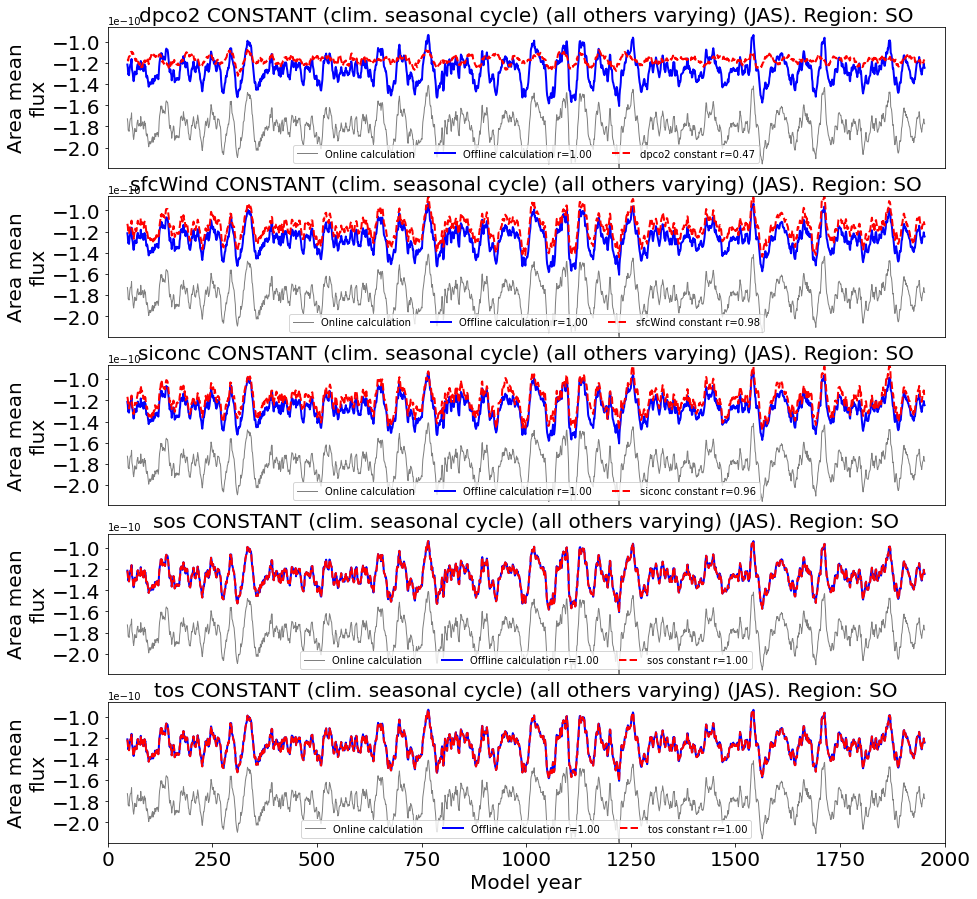 1e−10
dpco2 CONSTANT (clim. seasonal cycle) (all others varying) (JAS). Region: SO
Area mean
flux
−1.0
−1.2
−1.4
−1.6
−1.8
−2.0
Online calculation
Offline calculation r=1.00
dpco2 constant r=0.47
1e−10
sfcWind CONSTANT (clim. seasonal cycle) (all others varying) (JAS). Region: SO
Area mean
flux
−1.0
−1.2
−1.4
−1.6
−1.8
−2.0
Online calculation
Offline calculation r=1.00
sfcWind constant r=0.98
1e−10
siconc CONSTANT (clim. seasonal cycle) (all others varying) (JAS). Region: SO
Area mean
flux
−1.0
−1.2
−1.4
−1.6
−1.8
−2.0
Online calculation
Offline calculation r=1.00
siconc constant r=0.96
1e−10
sos CONSTANT (clim. seasonal cycle) (all others varying) (JAS). Region: SO
Area mean
flux
−1.0
−1.2
−1.4
−1.6
−1.8
−2.0
Online calculation
Offline calculation r=1.00
sos constant r=1.00
1e−10
tos CONSTANT (clim. seasonal cycle) (all others varying) (JAS). Region: SO
Area mean
flux
−1.0
−1.2
−1.4
−1.6
−1.8
−2.0
Online calculation
Offline calculation r=1.00
tos constant r=1.00
0
250
500
750
1000
1250
1500
1750
2000
Model year